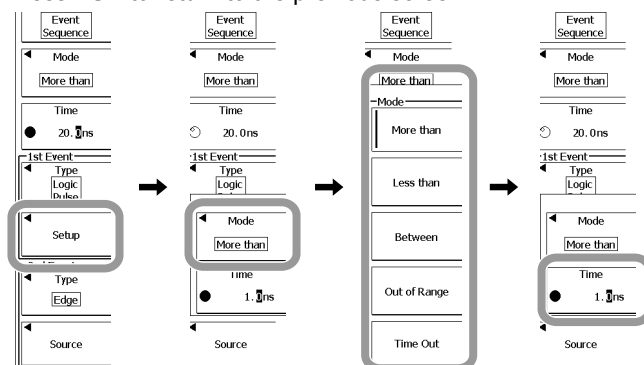 Event
Sequence
Mode
More than
Time
20.0ns
1st Event
Type
Logic
Pulse
Setup
Type
Edge
Source
Event
Sequence
Mode
More than
Time
20.0ns
1st Event
Type
Logic
Mode
More than
Time
1.0ns
Source
Event
Sequence
Mode
More than
Mode
More than
Less than
Between
Out of Range
Time Out
Event
Sequence
Mode
More than
Time
20.0ns
1st Event
Type
Logic
Mode
More than
Time
1.0ns
Source